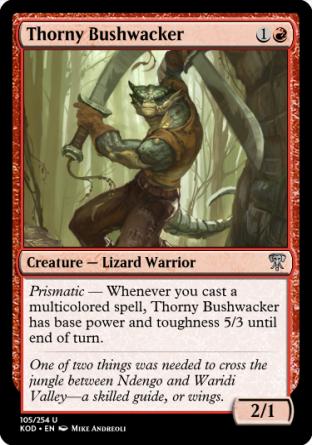 Thorny Bushwacker 1
Creature — Lizard Warrior
Prismatic — Whenever you cast a
multicolored spell, Thorny Bushwacker
has base power and toughness 5/3 until
end of turn.
One of two things was needed to cross the
jungle between Ndengo and Waridi
Valley—a skilled guide, or wings.
2/1
105/254 U
KOD • EN Mike Andreoli